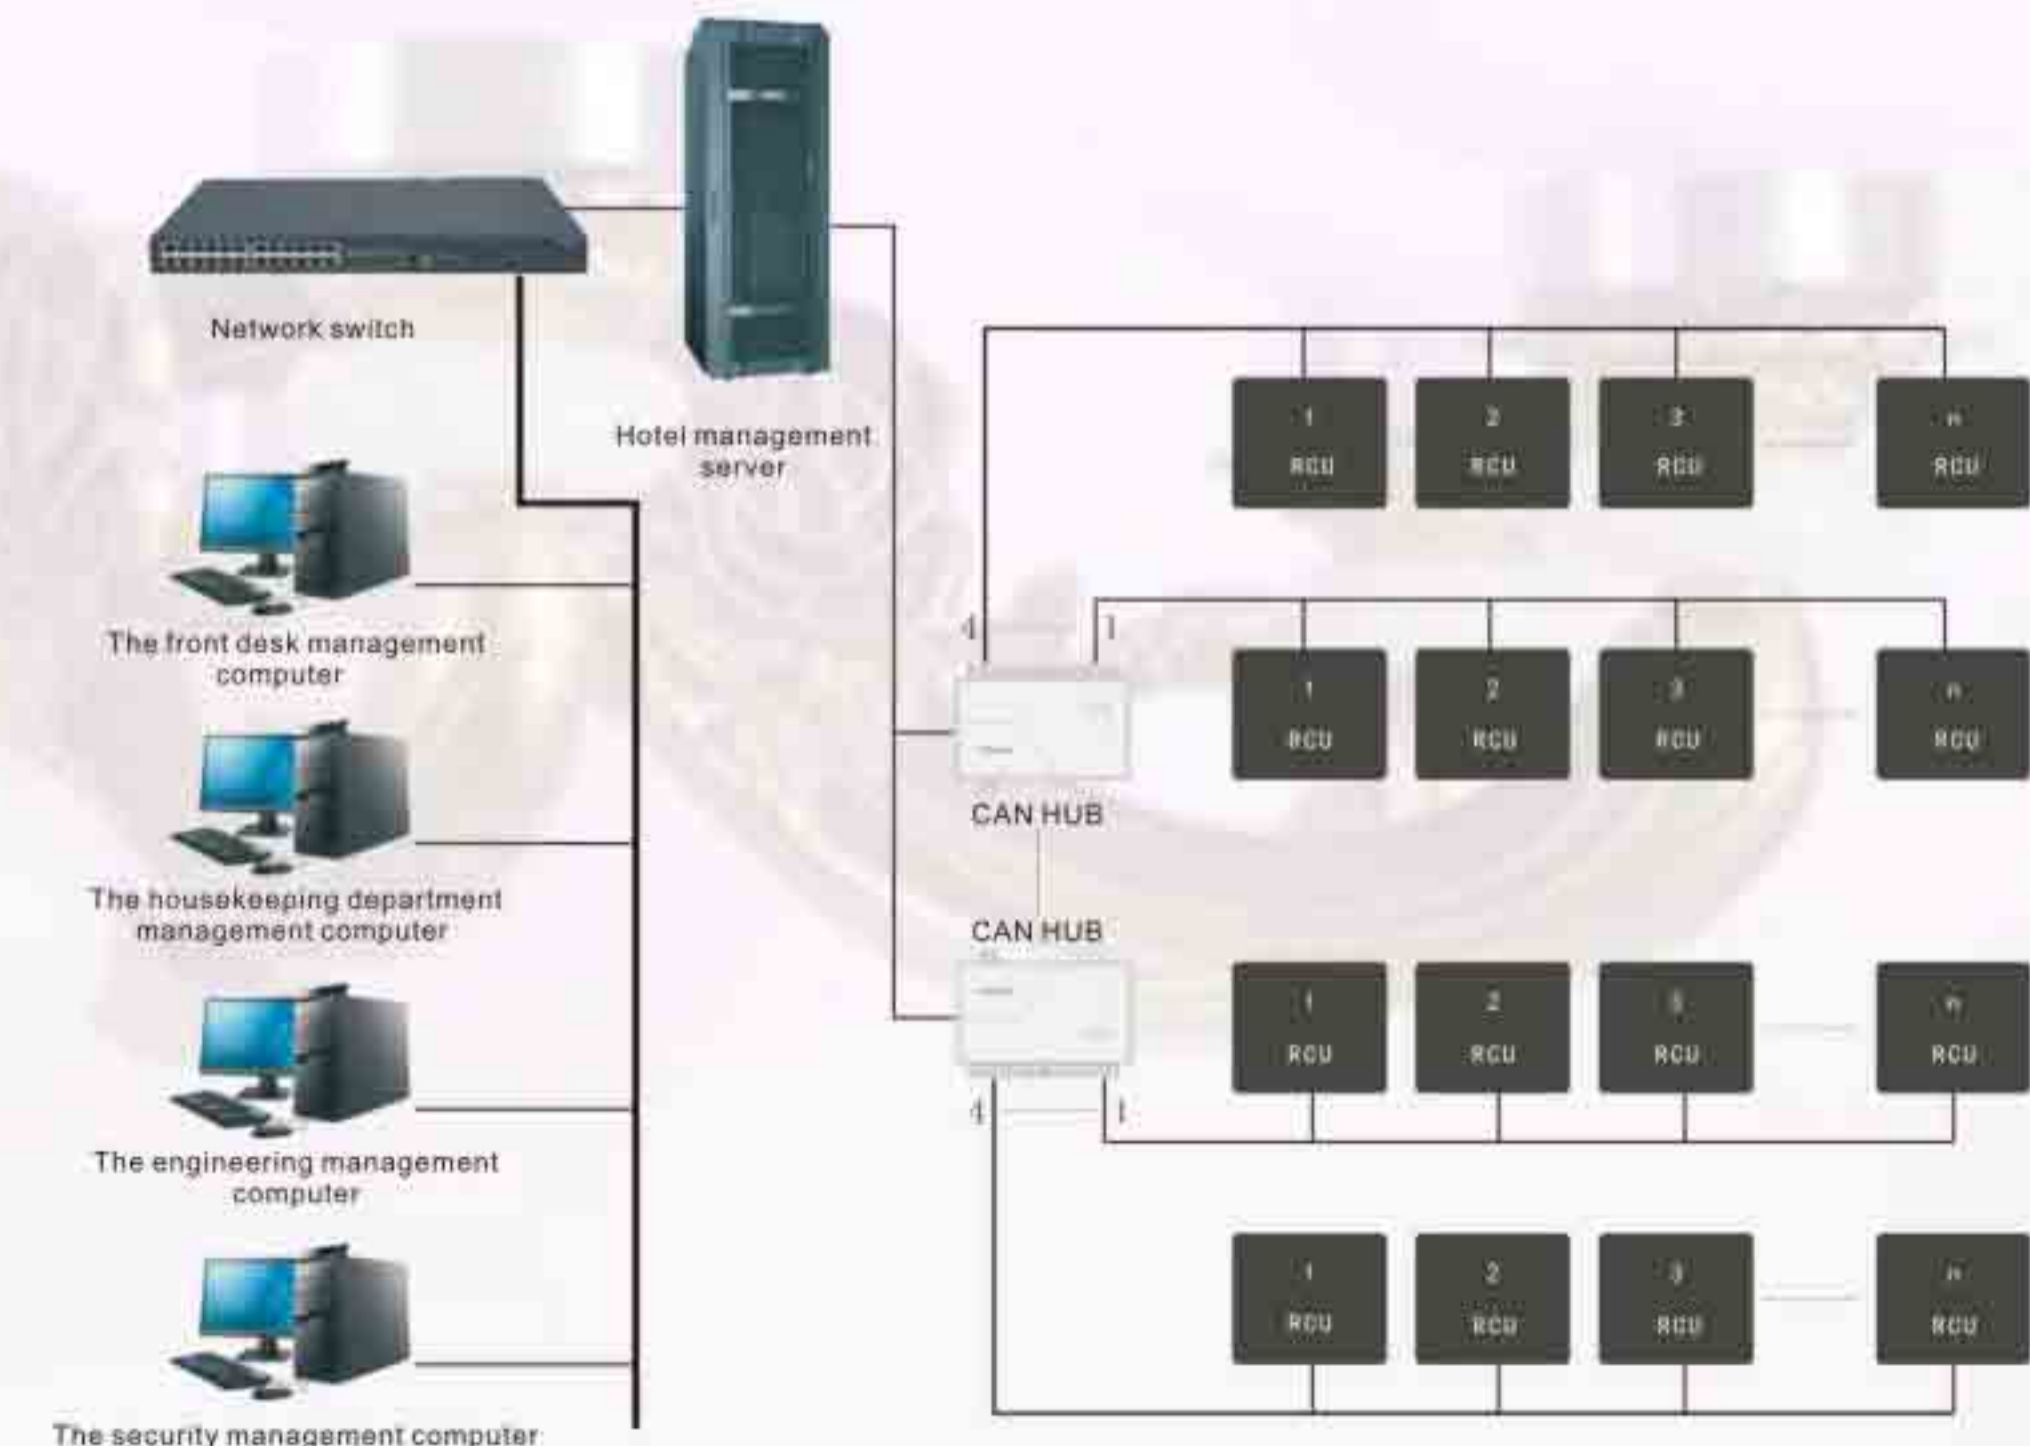 Network switch
Hotel management
server
The front desk management
computer
The housekeeping department
management computer
The engineering management
computer
The security management computer
1
RCU
2
RCU
3
RCU
n
RCU
4
1
1
RCU
2
RCU
3
RCU
n
RCU
CAN HUB
CAN HUB
1
RCU
2
RCU
3
RCU
n
RCU
4
1
1
RCU
2
RCU
3
RCU
n
RCU